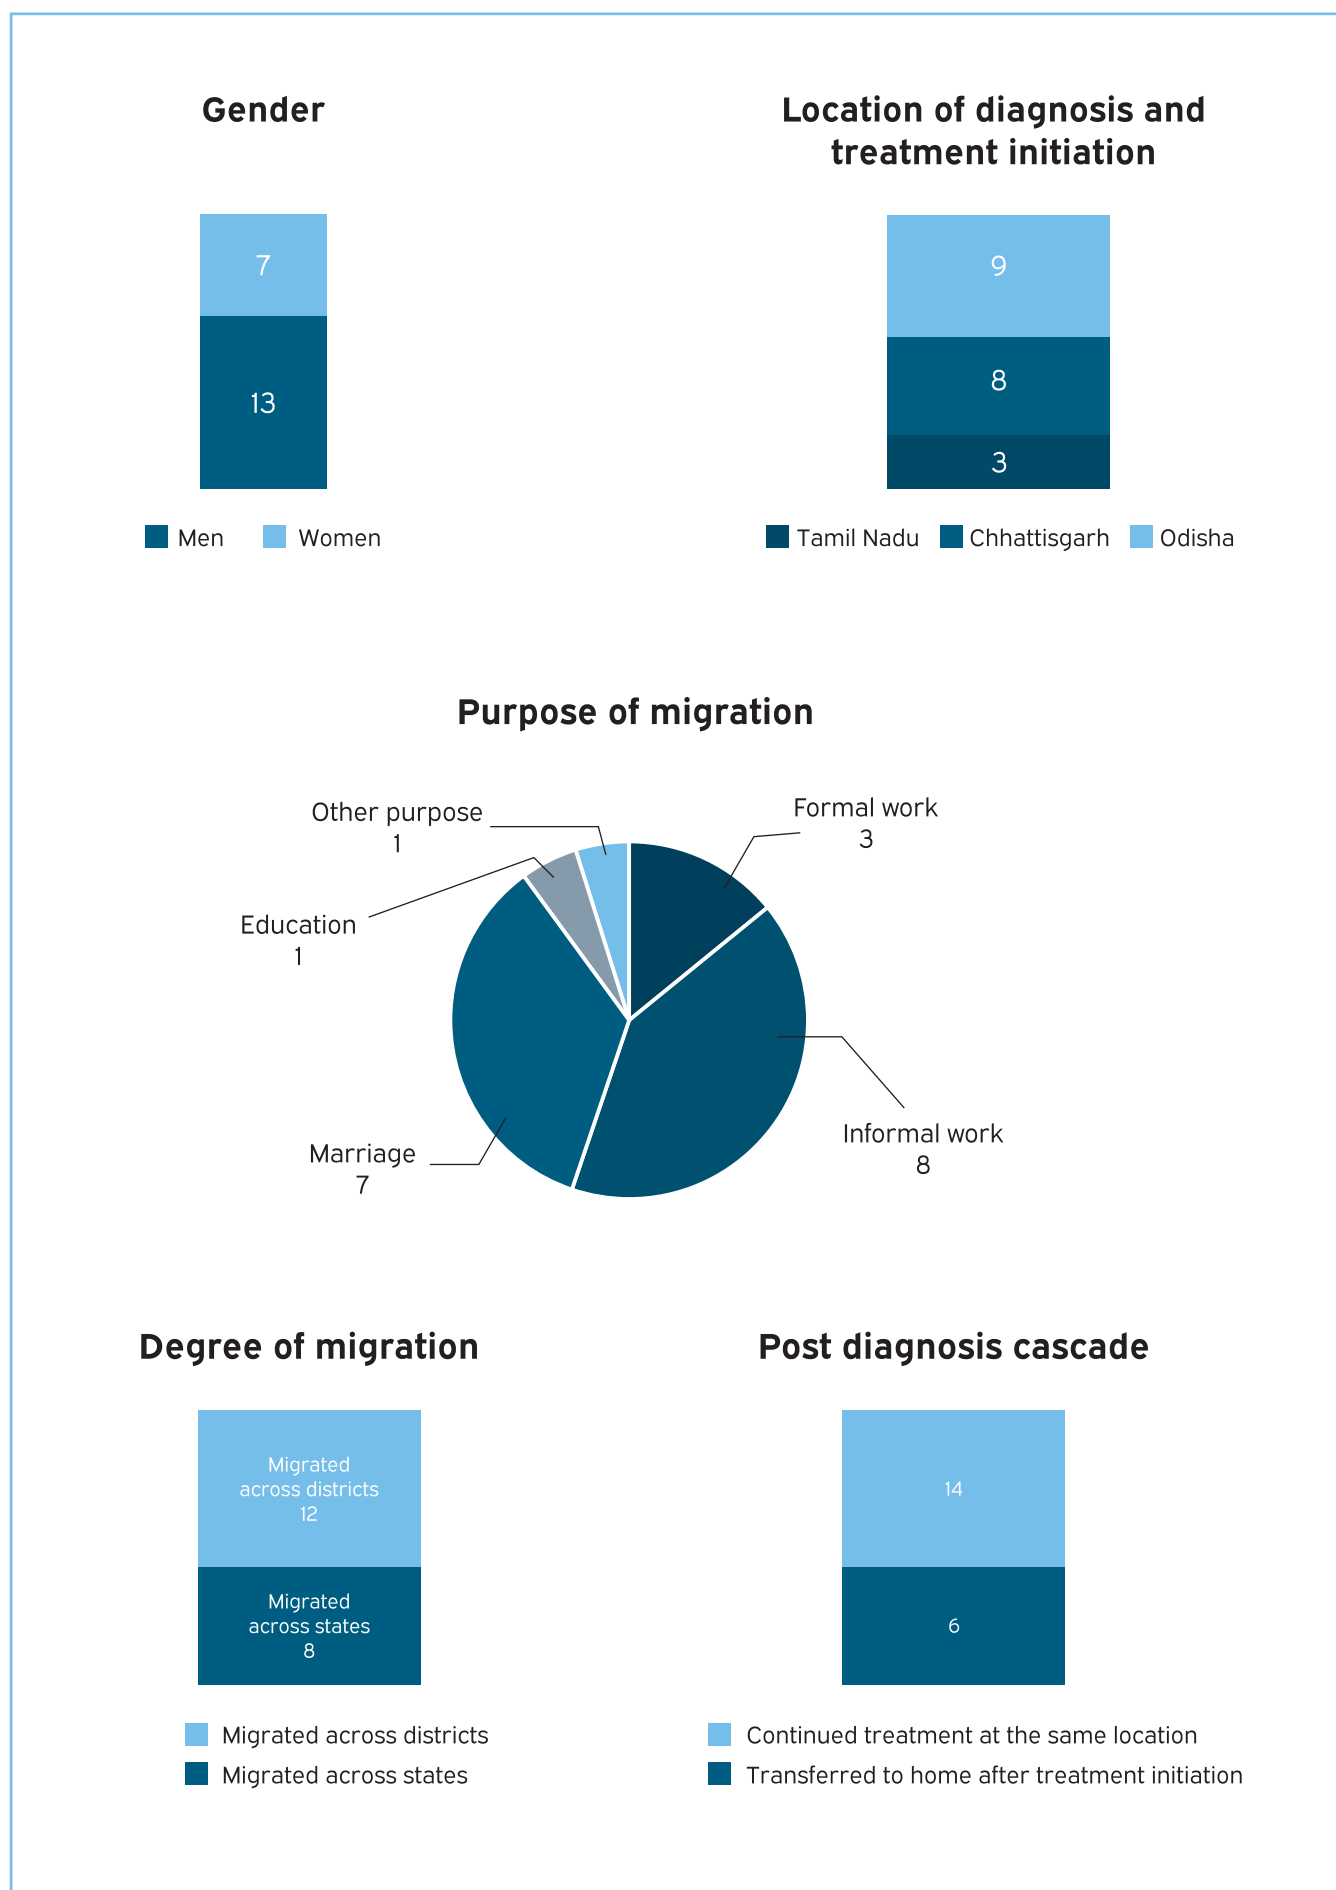 Gender
7
13
Men
Women
Location of diagnosis and
treatment initiation
9
8
3
Tamil Nadu
Chhattisgarh
Odisha
Purpose of migration
Other purpose
1
Formal work
3
Education
1
Informal work
8
Marriage
7
Degree of migration
Migrated
across districts
12
Migrated
across states
8
Migrated across districts
Migrated across states
Post diagnosis cascade
14
6
Continued treatment at the same location
Transferred to home after treatment initiation